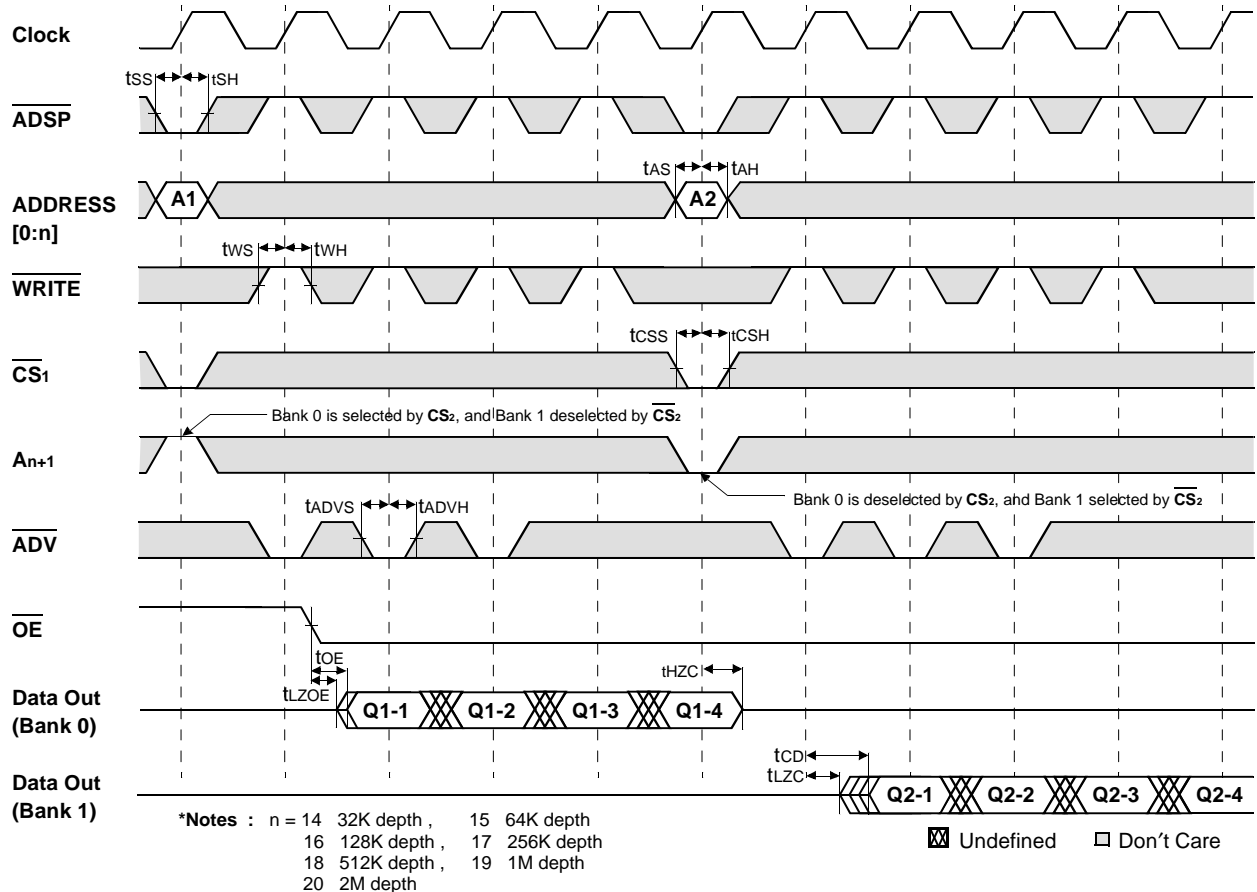 Clock
tSS tSH
ADSP
tAS tAH
ADDRESS
[0:n]
A1 A2
tWS tWH
WRITE
tCSS tCSH
CS1
Bank 0 is selected by CS2, and Bank 1 deselected by CS2
An+1
Bank 0 is deselected by CS2, and Bank 1 selected by CS2
tADVS tADVH
ADV
OE
tOE
tHZC
tLZOE
Data Out
(Bank 0)
Q1-1 Q1-2 Q1-3 Q1-4
tCD
tLZC
Data Out
(Bank 1)
Q2-1 Q2-2 Q2-3 Q2-4
*Notes : n = 14 32K depth , 15 64K depth
16 128K depth , 17 256K depth
18 512K depth , 19 1M depth
20 2M depth
Undefined Don't Care